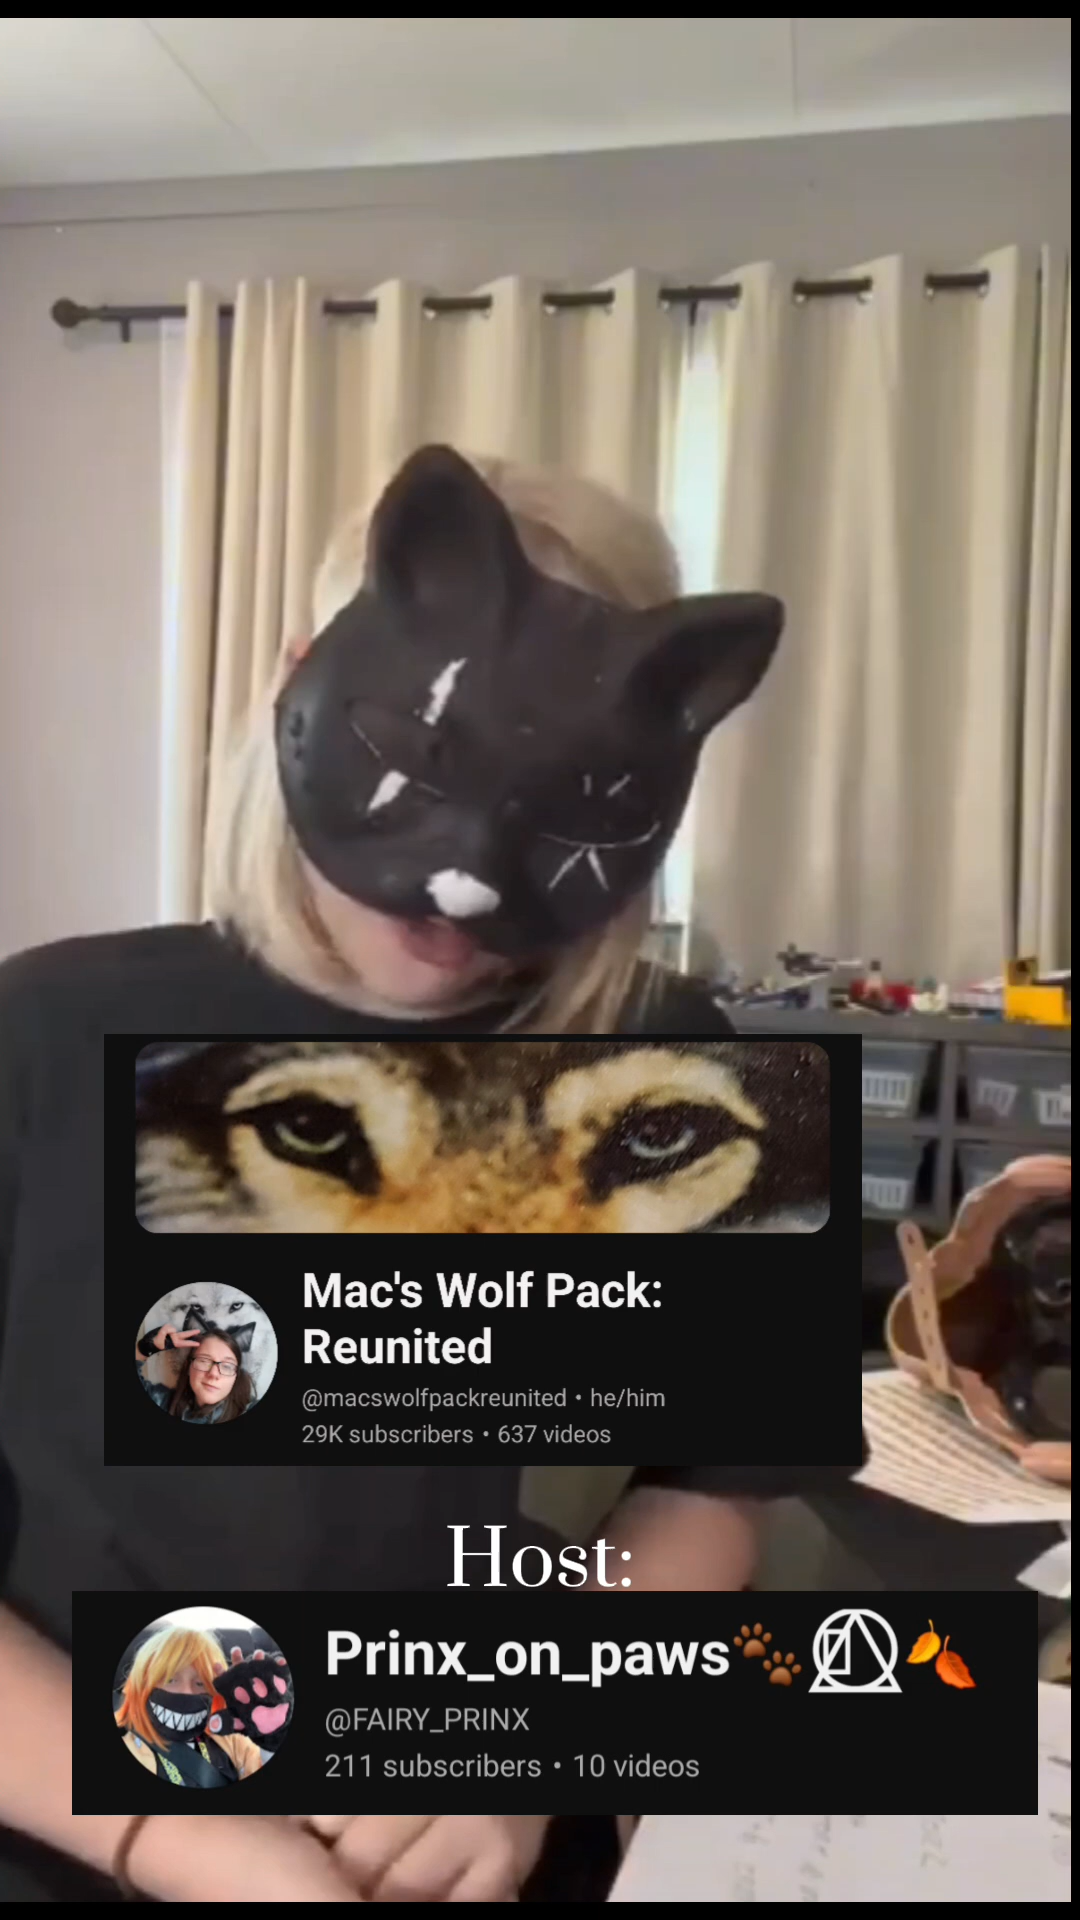 Mac's Wolf Pack:
Reunited
@macswolfpackreunited • he/him
29K subscribers • 637 videos
Host:
Prinx_on_paws🐾🍂
@FAIRY_PRINX
211 subscribers • 10 videos